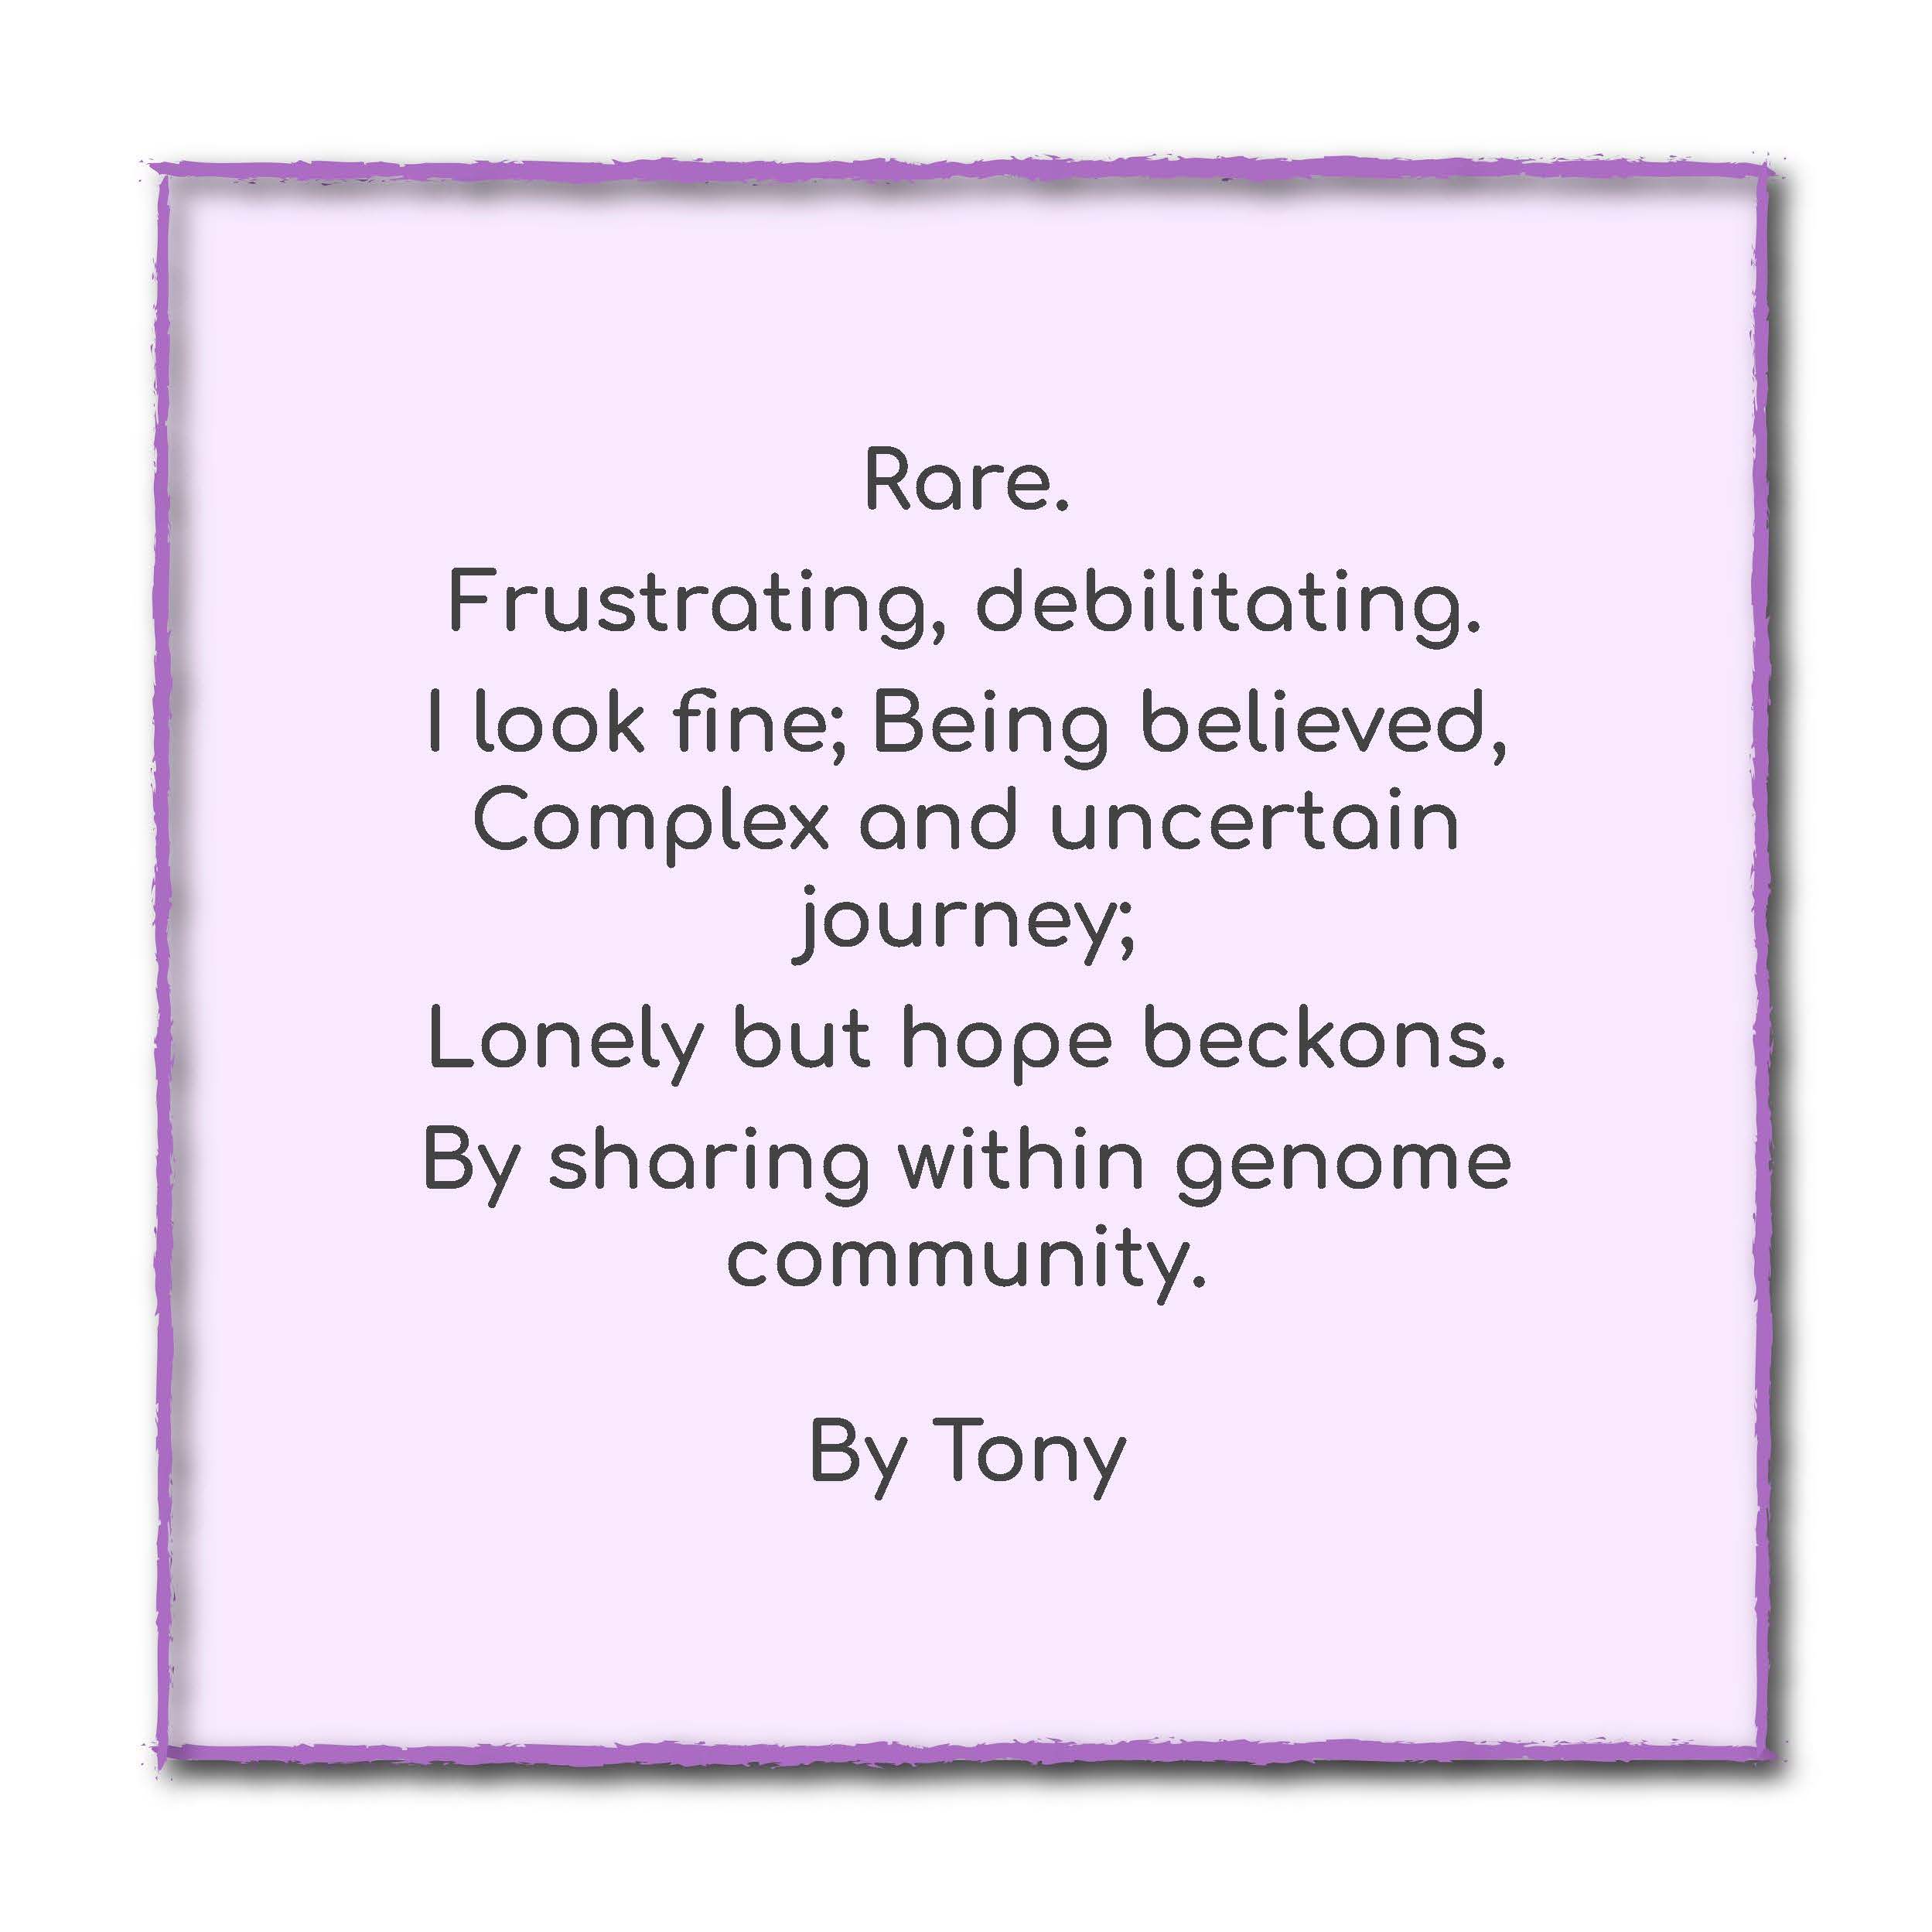 Rare.
Frustrating, debilitating.
I look fine; Being believed,
Complex and uncertain
journey;
Lonely but hope beckons.
By sharing within genome
community.
By Tony